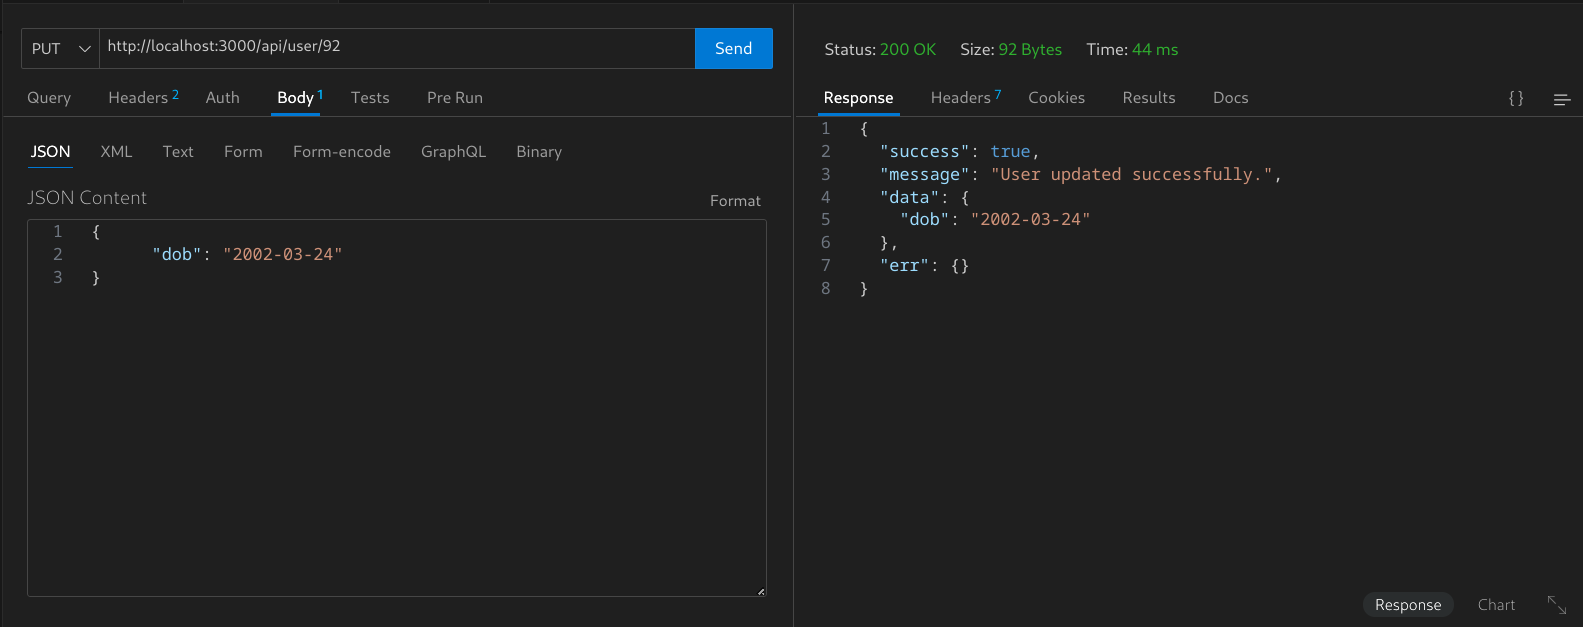 PUT http://localhost:3000/api/user/92 Send
Query Headers 2 Auth Body 1 Tests Pre Run
JSON XML Text Form Form-encode GraphQL Binary
JSON Content
Format
1 {
2 "dob": "2002-03-24"
3 }
Status: 200 OK Size: 92 Bytes Time: 44 ms
Response Headers 7 Cookies Results Docs { }
1 {
2 "success": true,
3 "message": "User updated successfully.",
4 "data": {
5 "dob": "2002-03-24"
6 },
7 "err": {}
8 }
Response Chart